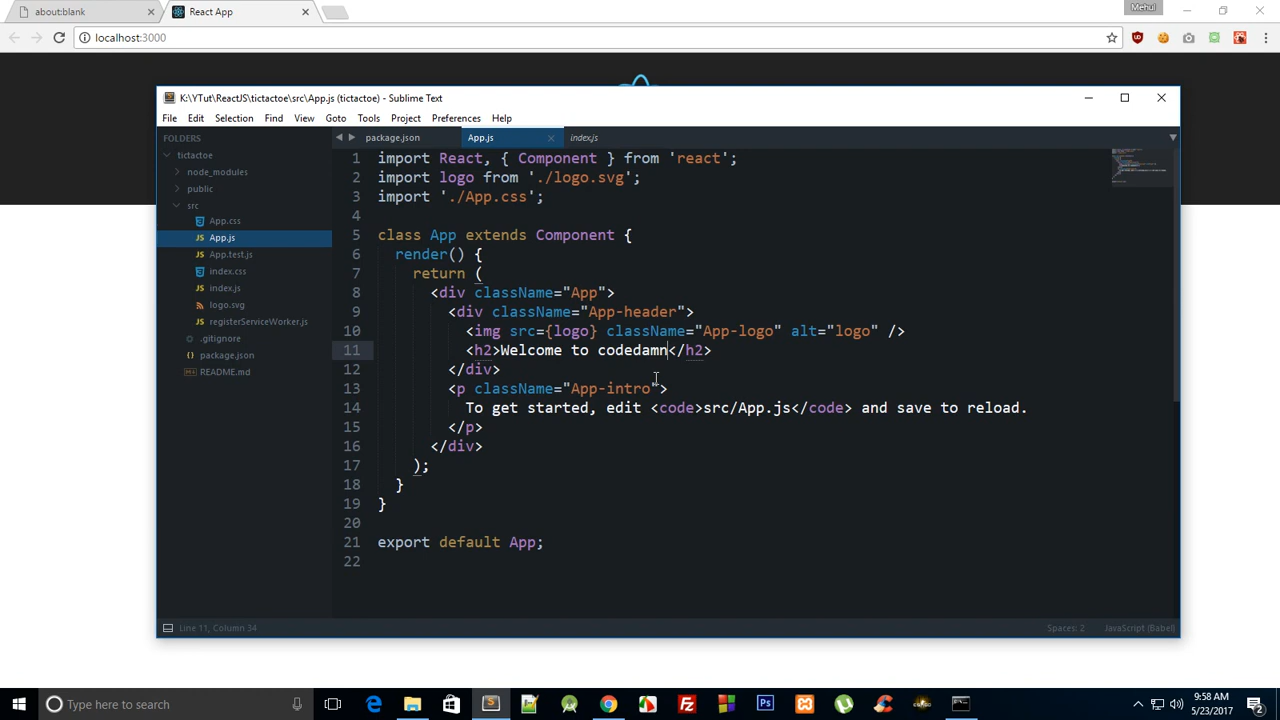 about:blank
React App
Mehul
localhost:3000
K:\YTut\ReactJS\tictactoe\src\App.js (tictactoe) - Sublime Text
File Edit Selection Find View Goto Tools Project Preferences Help
FOLDERS
tictactoe
node_modules
public
src
App.css
App.js
App.test.js
index.css
index.js
logo.svg
registerServiceWorker.js
.gitignore
package.json
README.md
package.json App.js index.js
1 import React, { Component } from 'react';
2 import logo from './logo.svg';
3 import './App.css';
4
5 class App extends Component {
6 render() {
7 return (
8 <div className="App">
9 <div className="App-header">
10 <img src={logo} className="App-logo" alt="logo" />
11 <h2>Welcome to codedamn</h2>
12 </div>
13 <p className="App-intro">
14 To get started, edit <code>src/App.js</code> and save to reload.
15 </p>
16 </div>
17 );
18 }
19 }
20
21 export default App;
22
Line 11, Column 34
Spaces: 2
JavaScript (Babel)
Type here to search
9:58 AM
5/23/2017
2